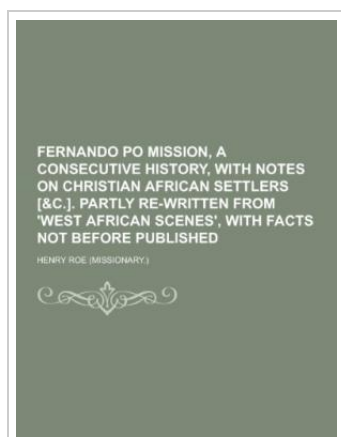 FERNANDO PO MISSION, A
CONSECUTIVE HISTORY, WITH NOTES
ON CHRISTIAN AFRICAN SETTLERS
[&C.]. PARTLY RE-WRITTEN FROM
'WEST AFRICAN SCENES', WITH FACTS
NOT BEFORE PUBLISHED
HENRY ROE (MISSIONARY.)